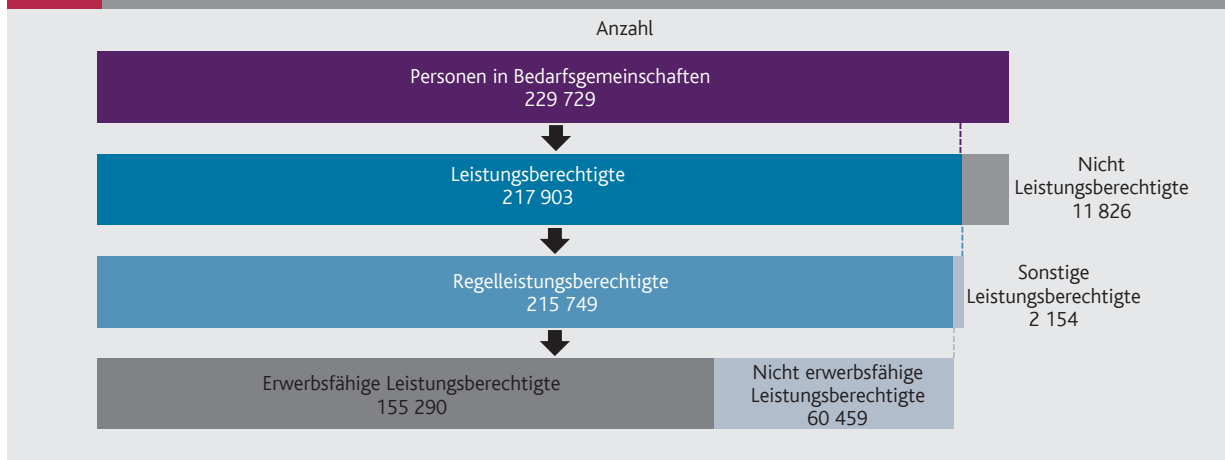 Anzahl
Personen in Bedarfsgemeinschaften
229 729
Leistungsberechtigte
217 903
Nicht
Leistungsberechtigte
11 826
Regelleistungsberechtigte
215 749
Sonstige
Leistungsberechtigte
2 154
Erwerbsfähige Leistungsberechtigte
155 290
Nicht erwerbsfähige
Leistungsberechtigte
60 459